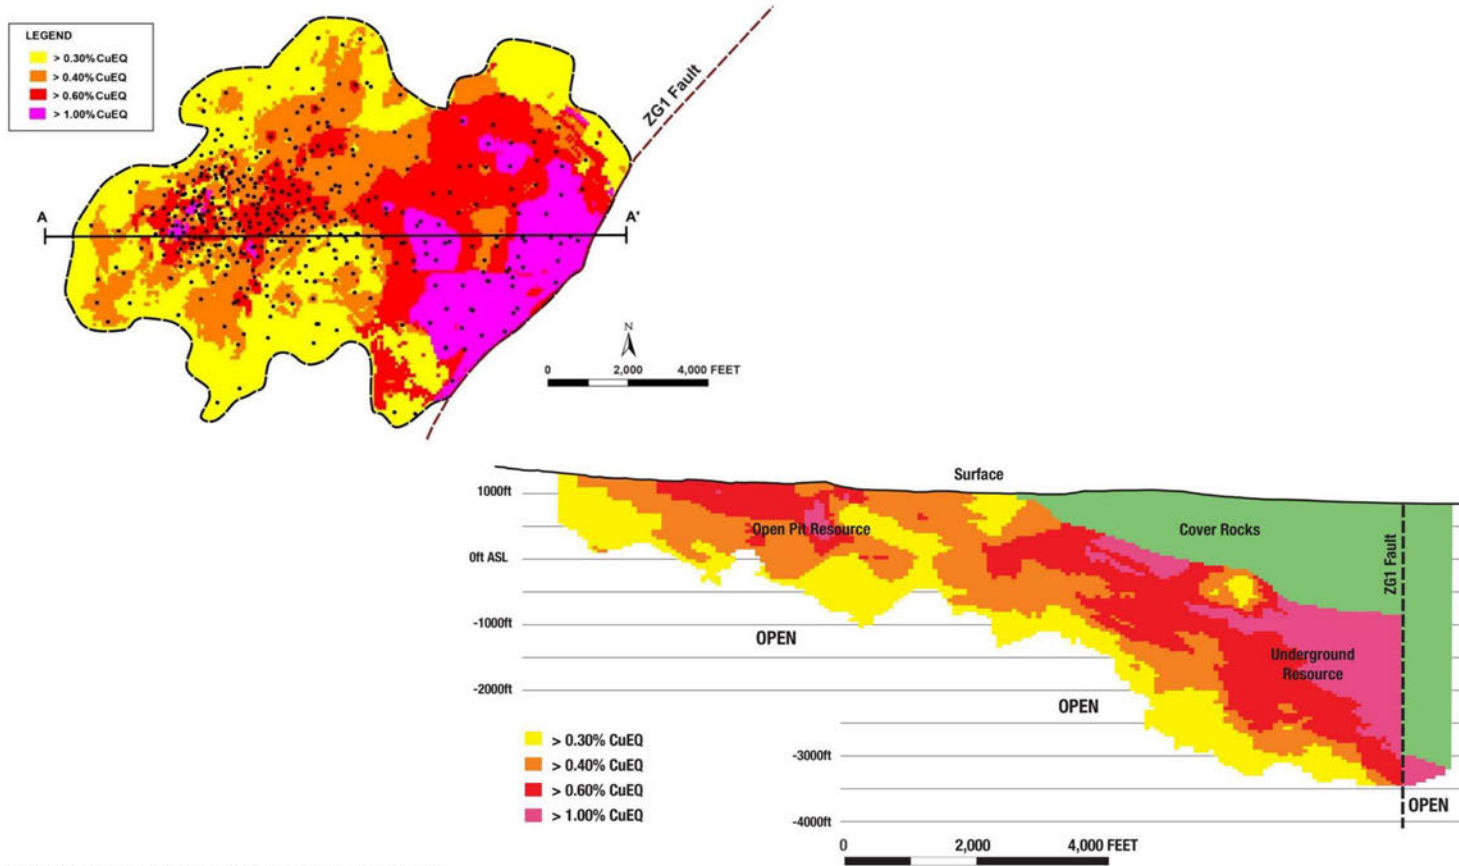 LEGEND
> 0.30% CuEQ
> 0.40% CuEQ
> 0.60% CuEQ
> 1.00% CuEQ
ZG1 Fault
A
A'
N
0 2,000 4,000 FEET
Surface
1000ft
0ft ASL
-1000ft
-2000ft
-3000ft
-4000ft
Open Pit Resource
Cover Rocks
ZG1 Fault
OPEN
Underground
Resource
OPEN
OPEN
> 0.30% CuEQ
> 0.40% CuEQ
> 0.60% CuEQ
> 1.00% CuEQ
0 2,000 4,000 FEET